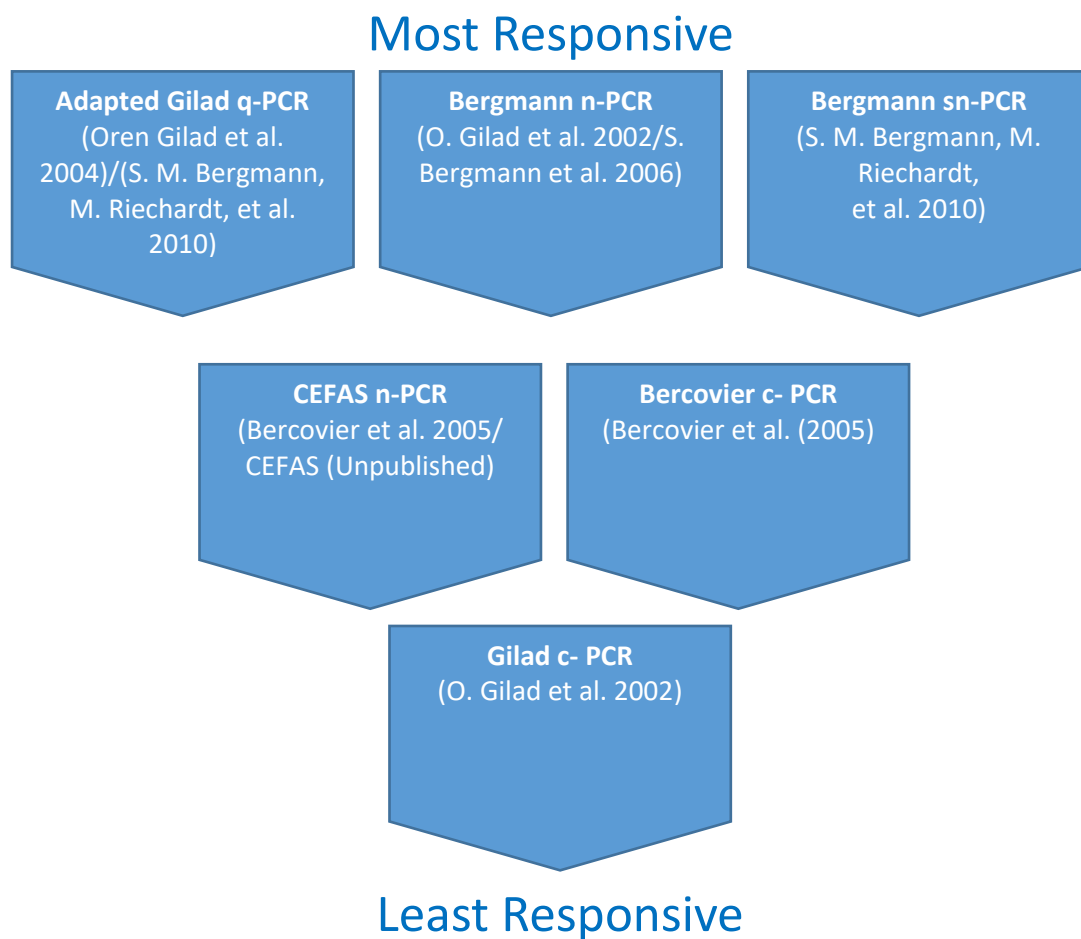 Most Responsive
Adapted Gilad q-PCR
(Oren Gilad et al.
2004)/(S. M. Bergmann,
M. Riechardt, et al.
2010)
Bergmann n-PCR
(O. Gilad et al. 2002/S.
Bergmann et al. 2006)
Bergmann sn-PCR
(S. M. Bergmann, M.
Riechardt,
et al. 2010)
CEFAS n-PCR
(Bercovier et al. 2005/
CEFAS (Unpublished)
Bercovier c- PCR
(Bercovier et al. (2005)
Gilad c- PCR
(O. Gilad et al. 2002)
Least Responsive